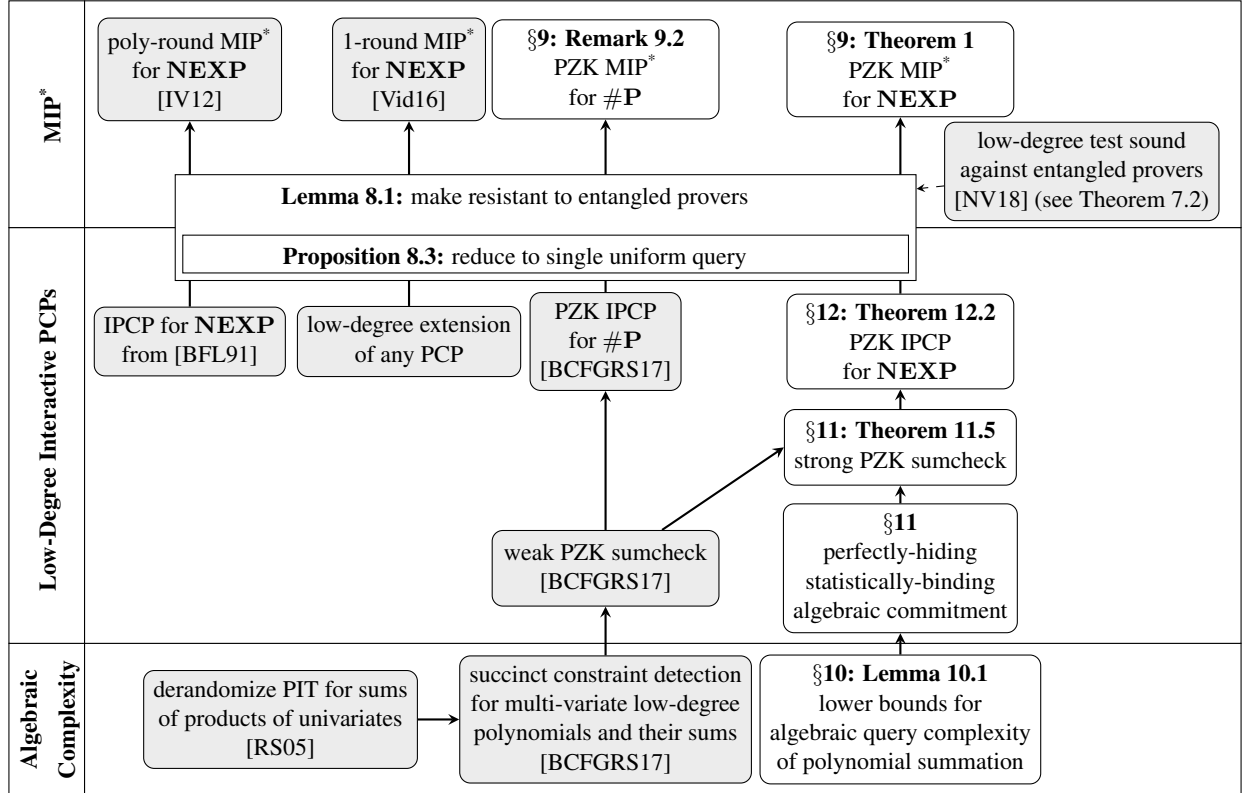 MIP*
poly-round MIP*
for NEXP
[IV12]
1-round MIP*
for NEXP
[Vid16]
§9: Remark 9.2
PZK MIP*
for #P
§9: Theorem 1
PZK MIP*
for NEXP
low-degree test sound
against entangled provers
[NV18] (see Theorem 7.2)
Lemma 8.1: make resistant to entangled provers
Proposition 8.3: reduce to single uniform query
Low-Degree Interactive PCPs
IPCP for NEXP
from [BFL91]
low-degree extension
of any PCP
PZK IPCP
for #P
[BCFGRS17]
§12: Theorem 12.2
PZK IPCP
for NEXP
§11: Theorem 11.5
strong PZK sumcheck
weak PZK sumcheck
[BCFGRS17]
§11
perfectly-hiding
statistically-binding
algebraic commitment
Algebraic
Complexity
derandomize PIT for sums
of products of univariates
[RS05]
succinct constraint detection
for multi-variate low-degree
polynomials and their sums
[BCFGRS17]
§10: Lemma 10.1
lower bounds for
algebraic query complexity
of polynomial summation